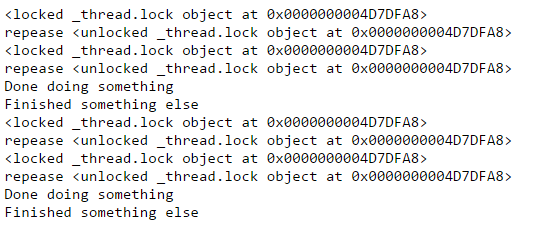 <locked _thread.lock object at 0x0000000004D7DFA8>
repease <unlocked _thread.lock object at 0x0000000004D7DFA8>
<locked _thread.lock object at 0x0000000004D7DFA8>
repease <unlocked _thread.lock object at 0x0000000004D7DFA8>
Done doing something
Finished something else
<locked _thread.lock object at 0x0000000004D7DFA8>
repease <unlocked _thread.lock object at 0x0000000004D7DFA8>
<locked _thread.lock object at 0x0000000004D7DFA8>
repease <unlocked _thread.lock object at 0x0000000004D7DFA8>
Done doing something
Finished something else